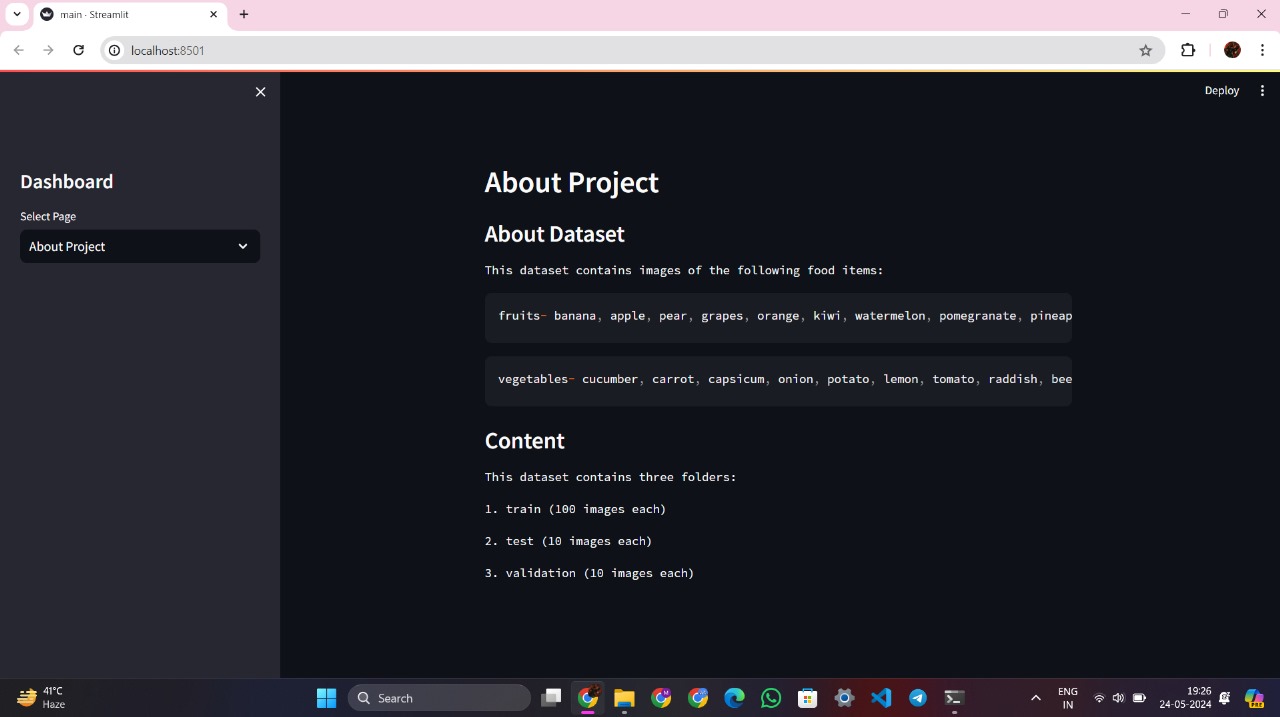 main · Streamlit
localhost:8501
Deploy
Dashboard
Select Page
About Project
About Project
About Dataset
This dataset contains images of the following food items:
fruits- banana, apple, pear, grapes, orange, kiwi, watermelon, pomegranate, pineap
vegetables- cucumber, carrot, capsicum, onion, potato, lemon, tomato, raddish, bee
Content
This dataset contains three folders:
1. train (100 images each)
2. test (10 images each)
3. validation (10 images each)
41°C
Haze
Search
ENG
IN
19:26
24-05-2024
PRE